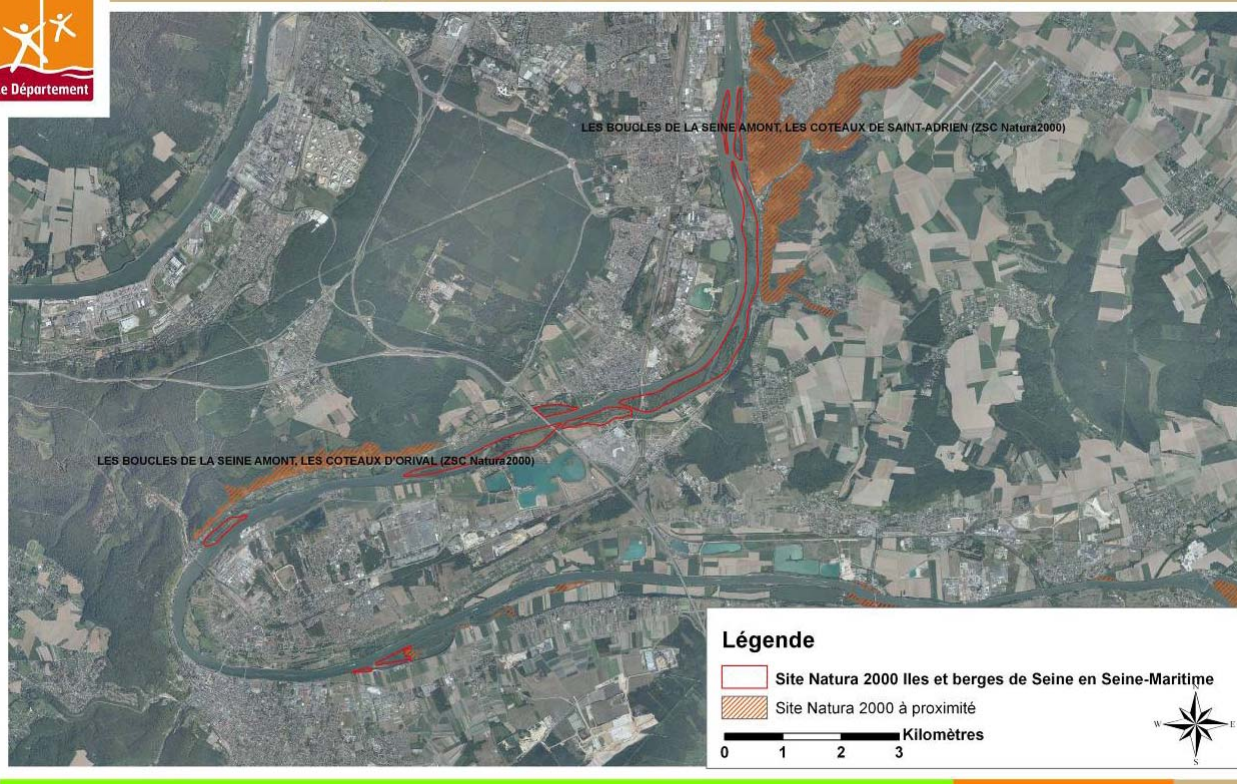 Le Département
LES BOUCLES DE LA SEINE AMONT, LES COTEAUX DE SAINT-ADRIEN (ZSC Natura2000)
LES BOUCLES DE LA SEINE AMONT, LES COTEAUX D'ORIVAL (ZSC Natura2000)
Légende
Site Natura 2000 Iles et berges de Seine en Seine-Maritime
Site Natura 2000 à proximité
Kilomètres
0 1 2 3
N
W E
S